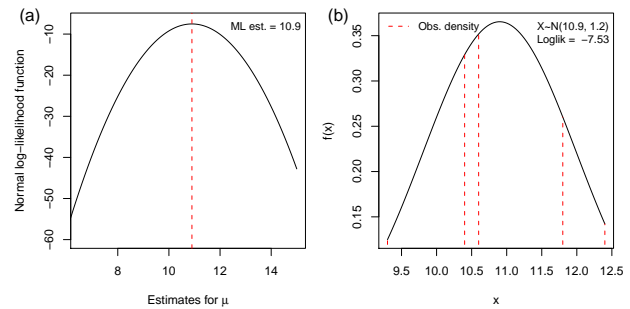 (a)
ML est. = 10.9
Normal log−likelihood function
−10
−20
−30
−40
−50
−60
8
10
12
14
Estimates for μ
(b)
Obs. density
X~N(10.9, 1.2)
Loglik = −7.53
f(x)
0.35
0.30
0.25
0.20
0.15
9.5
10.0
10.5
11.0
11.5
12.0
12.5
x